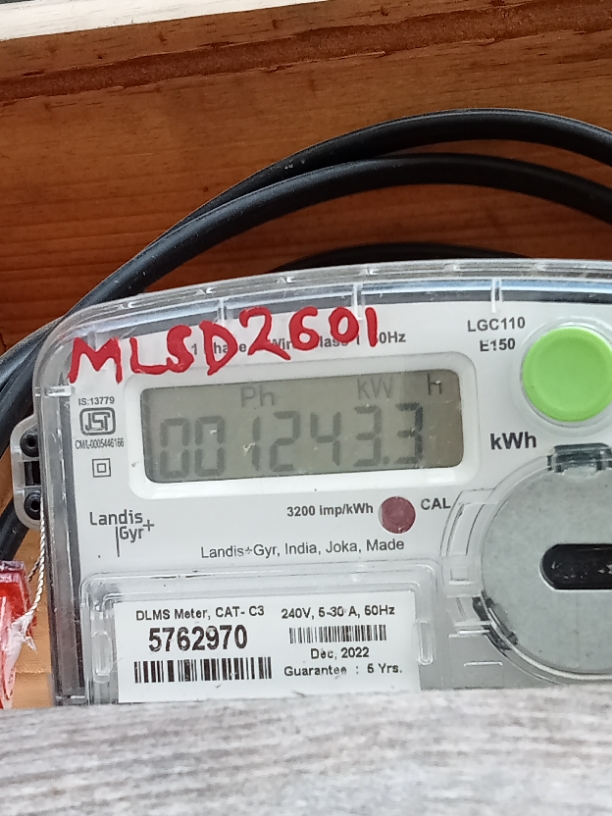 MLSD2601
LGC110
E150
IS:13779
Ph kW h
001243.3
kWh
3200 imp/kWh CAL
Landis
Gyr+
Landis+Gyr, India, Joka, Made
DLMS Meter, CAT- C3
5762970
240V, 5-30 A, 50Hz
Dec, 2022
Guarantee : 5 Yrs.